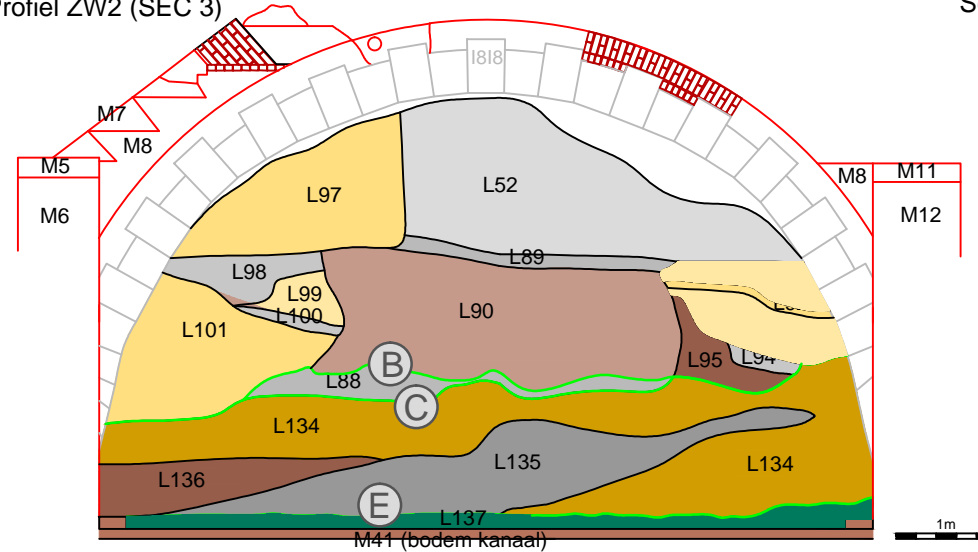 Profiel ZW2 (SEC 3)
S
1818
M7
M8
M5
M6
M8
M11
M12
L97
L52
L89
L98
L99
L100
L101
L90
L95
L94
B
L88
C
L134
L135
L134
L136
E
L137
M41 (bodem kanaal)
1m